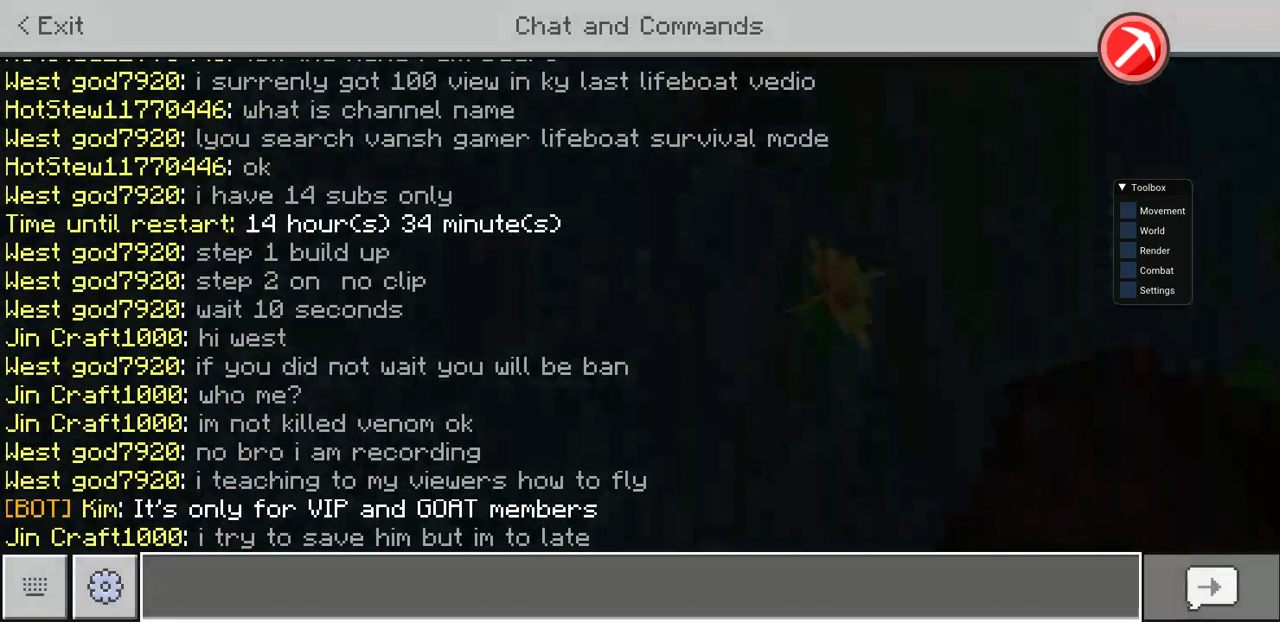 Exit
Chat and Commands
West god7920: i surrenly got 100 view in ky last lifeboat vedio
HotStew11770446: what is channel name
West god7920: (you search vansh gamer lifeboat survival mode
HotStew11770446: ok
West god7920: i have 14 subs only
Time until restart: 14 hour(s) 34 minute(s)
West god7920: step 1 build up
West god7920: step 2 on  no clip
West god7920: wait 10 seconds
Jin Craft1000: hi west
West god7920: if you did not wait you will be ban
Jin Craft1000: who me?
Jin Craft1000: im not killed venom ok
West god7920: no bro i am recording
West god7920: i teaching to my viewers how to fly
[BOT] Kim: It's only for VIP and GOAT members
Jin Craft1000: i try to save him but im to late
Toolbox
Movement
World
Render
Combat
Settings